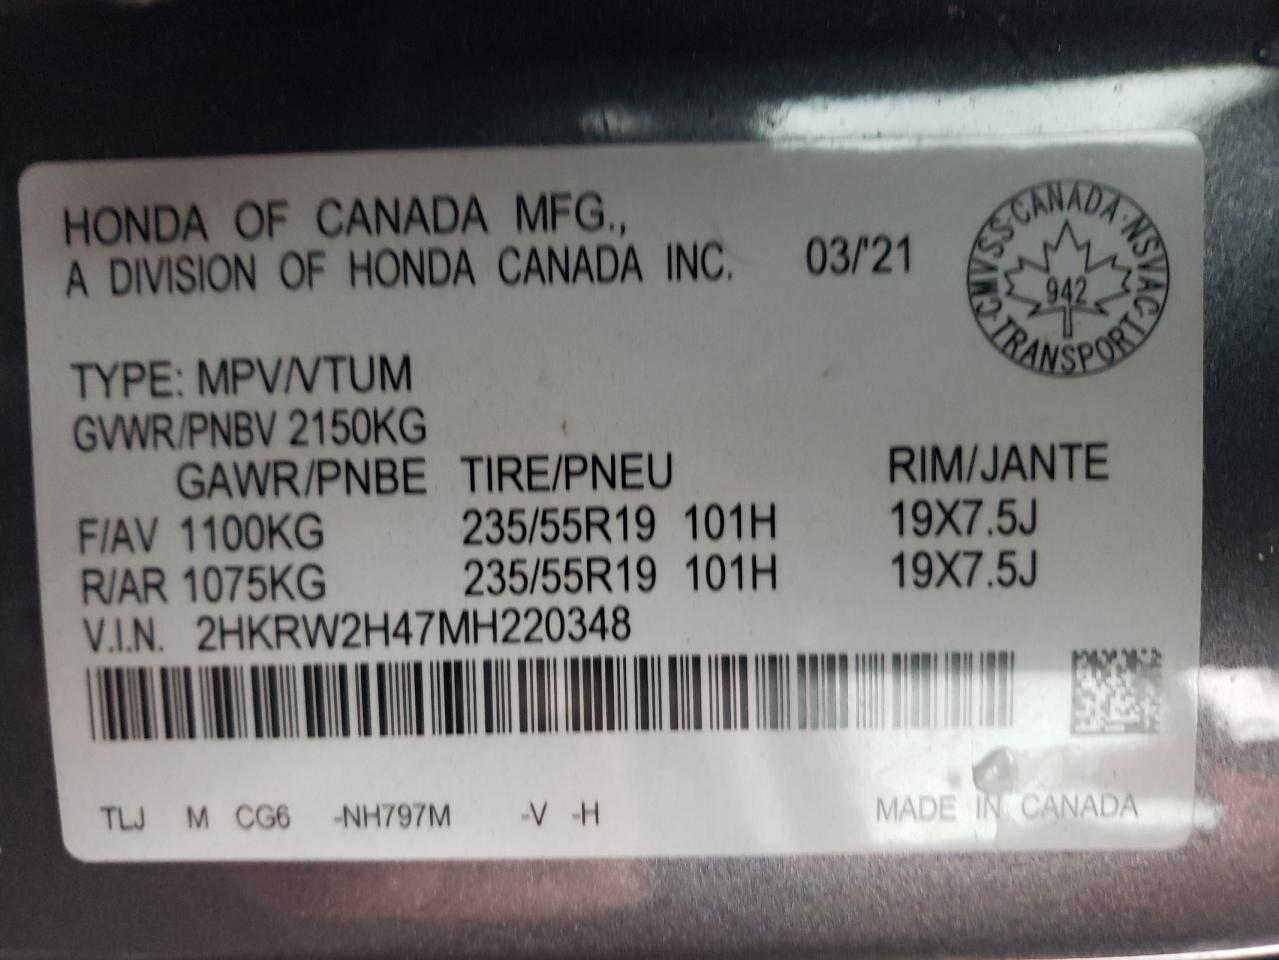 HONDA OF CANADA MFG.,
A DIVISION OF HONDA CANADA INC. 03/'21
CMVSS·CANADA·NSVAC·TRANSPORT
942
TYPE: MPV/VTUM
GVWR/PNBV 2150KG
GAWR/PNBE TIRE/PNEU RIM/JANTE
F/AV 1100KG 235/55R19 101H 19X7.5J
R/AR 1075KG 235/55R19 101H 19X7.5J
V.I.N. 2HKRW2H47MH220348
TLJ M CG6 -NH797M -V -H MADE IN CANADA